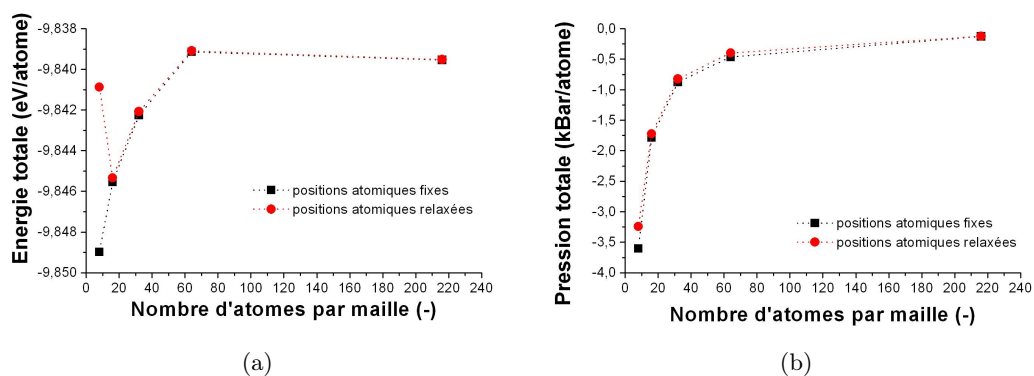 -9,838
-9,840
-9,842
-9,844
-9,846
-9,848
-9,850
Energie totale (eV/atome)
0 20 40 60 80 100 120 140 160 180 200 220 240
Nombre d'atomes par maille (-)
positions atomiques fixes
positions atomiques relaxées
(a)
0,0
-0,5
-1,0
-1,5
-2,0
-2,5
-3,0
-3,5
-4,0
Pression totale (kBar/atome)
0 20 40 60 80 100 120 140 160 180 200 220 240
Nombre d'atomes par maille (-)
positions atomiques fixes
positions atomiques relaxées
(b)